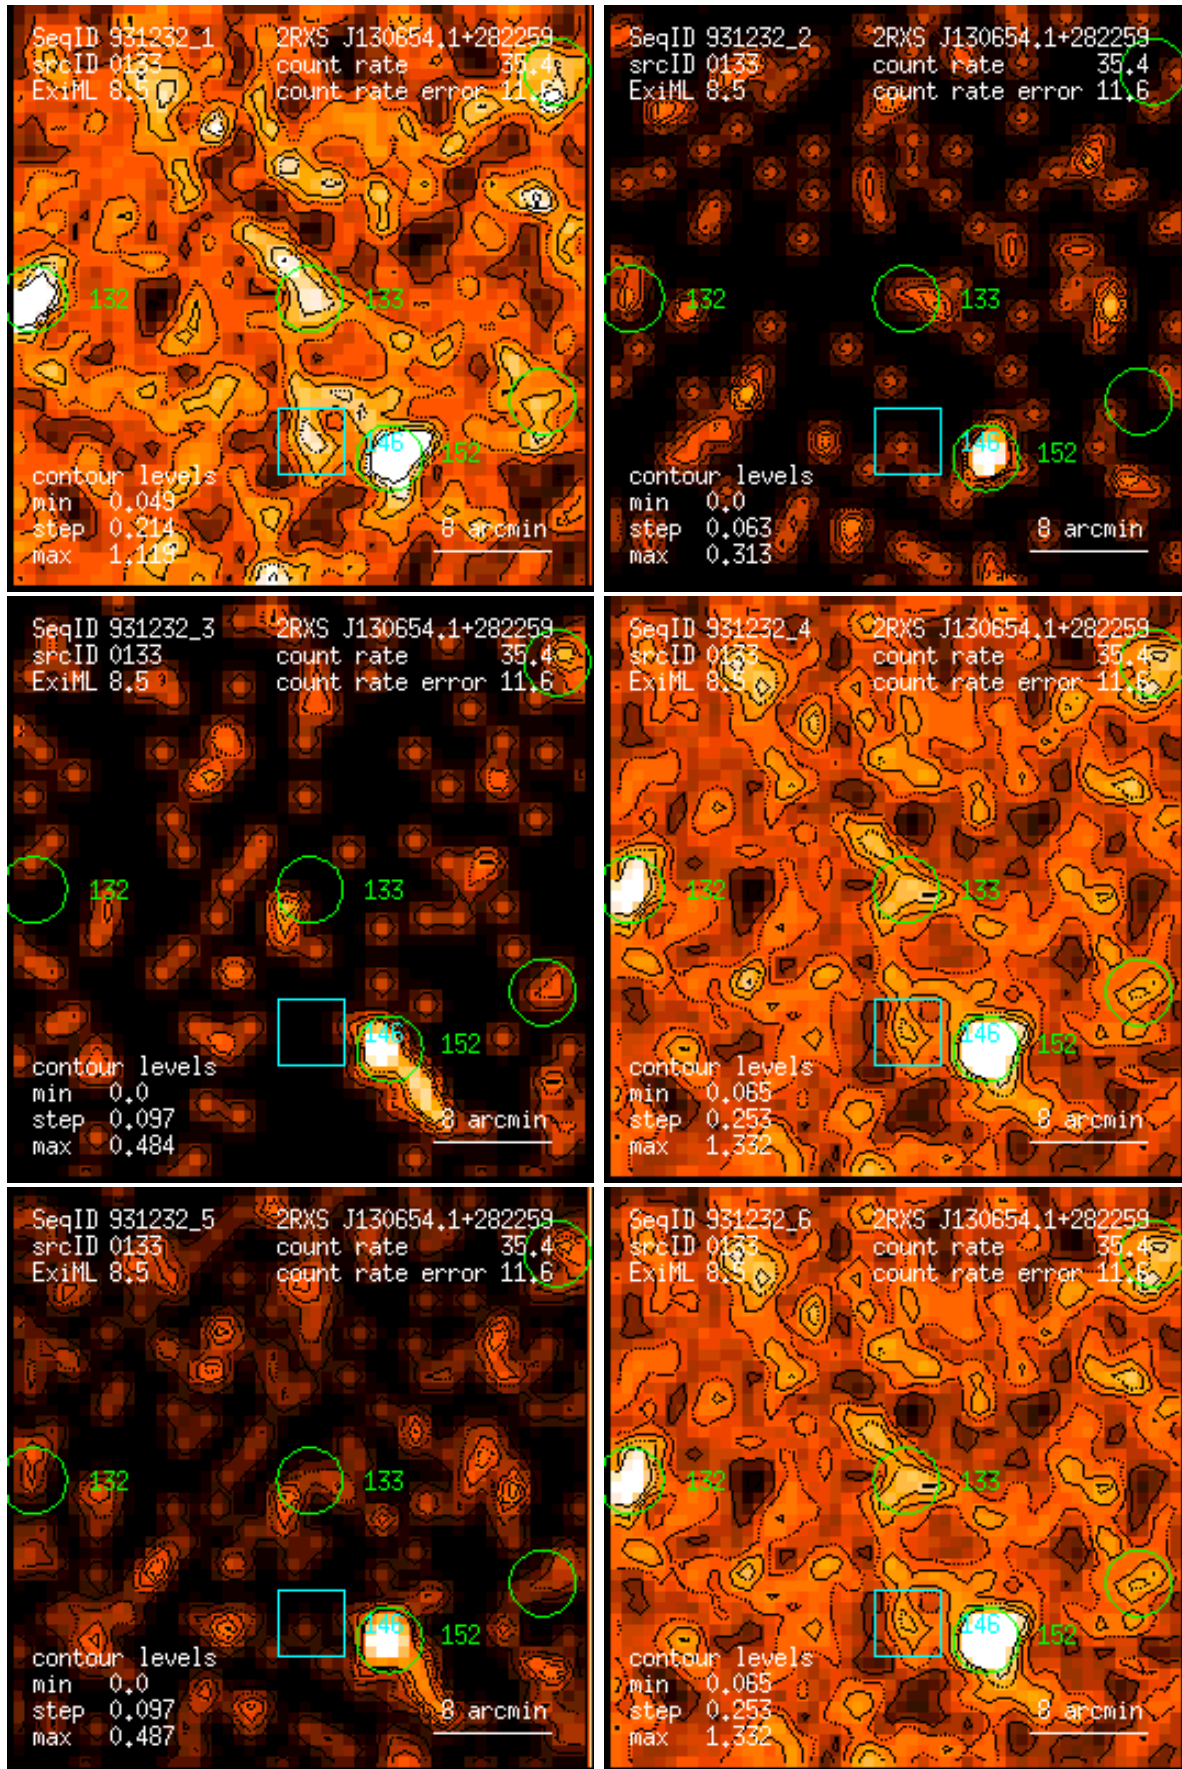 SeqID 931232_1 2RXS J130654.1+282259
srcID 0133 count rate 35.4
ExiML 8.5 count rate error 11.6
132
133
146
152
contour levels
min 0.049
step 0.214
8 arcmin
max 1.119
SeqID 931232_2 2RXS J130654.1+282259
srcID 0133 count rate 35.4
ExiML 8.5 count rate error 11.6
132
133
146
152
contour levels
min 0.0
step 0.063
8 arcmin
max 0.313
SeqID 931232_3 2RXS J130654.1+282259
srcID 0133 count rate 35.4
ExiML 8.5 count rate error 11.6
132
133
146
152
contour levels
min 0.0
step 0.097
8 arcmin
max 0.484
SeqID 931232_4 2RXS J130654.1+282259
srcID 0133 count rate 35.4
ExiML 8.5 count rate error 11.6
132
133
146
152
contour levels
min 0.065
step 0.253
8 arcmin
max 1.332
SeqID 931232_5 2RXS J130654.1+282259
srcID 0133 count rate 35.4
ExiML 8.5 count rate error 11.6
132
133
146
152
contour levels
min 0.0
step 0.097
8 arcmin
max 0.487
SeqID 931232_6 2RXS J130654.1+282259
srcID 0133 count rate 35.4
ExiML 8.5 count rate error 11.6
132
133
146
152
contour levels
min 0.065
step 0.253
8 arcmin
max 1.332